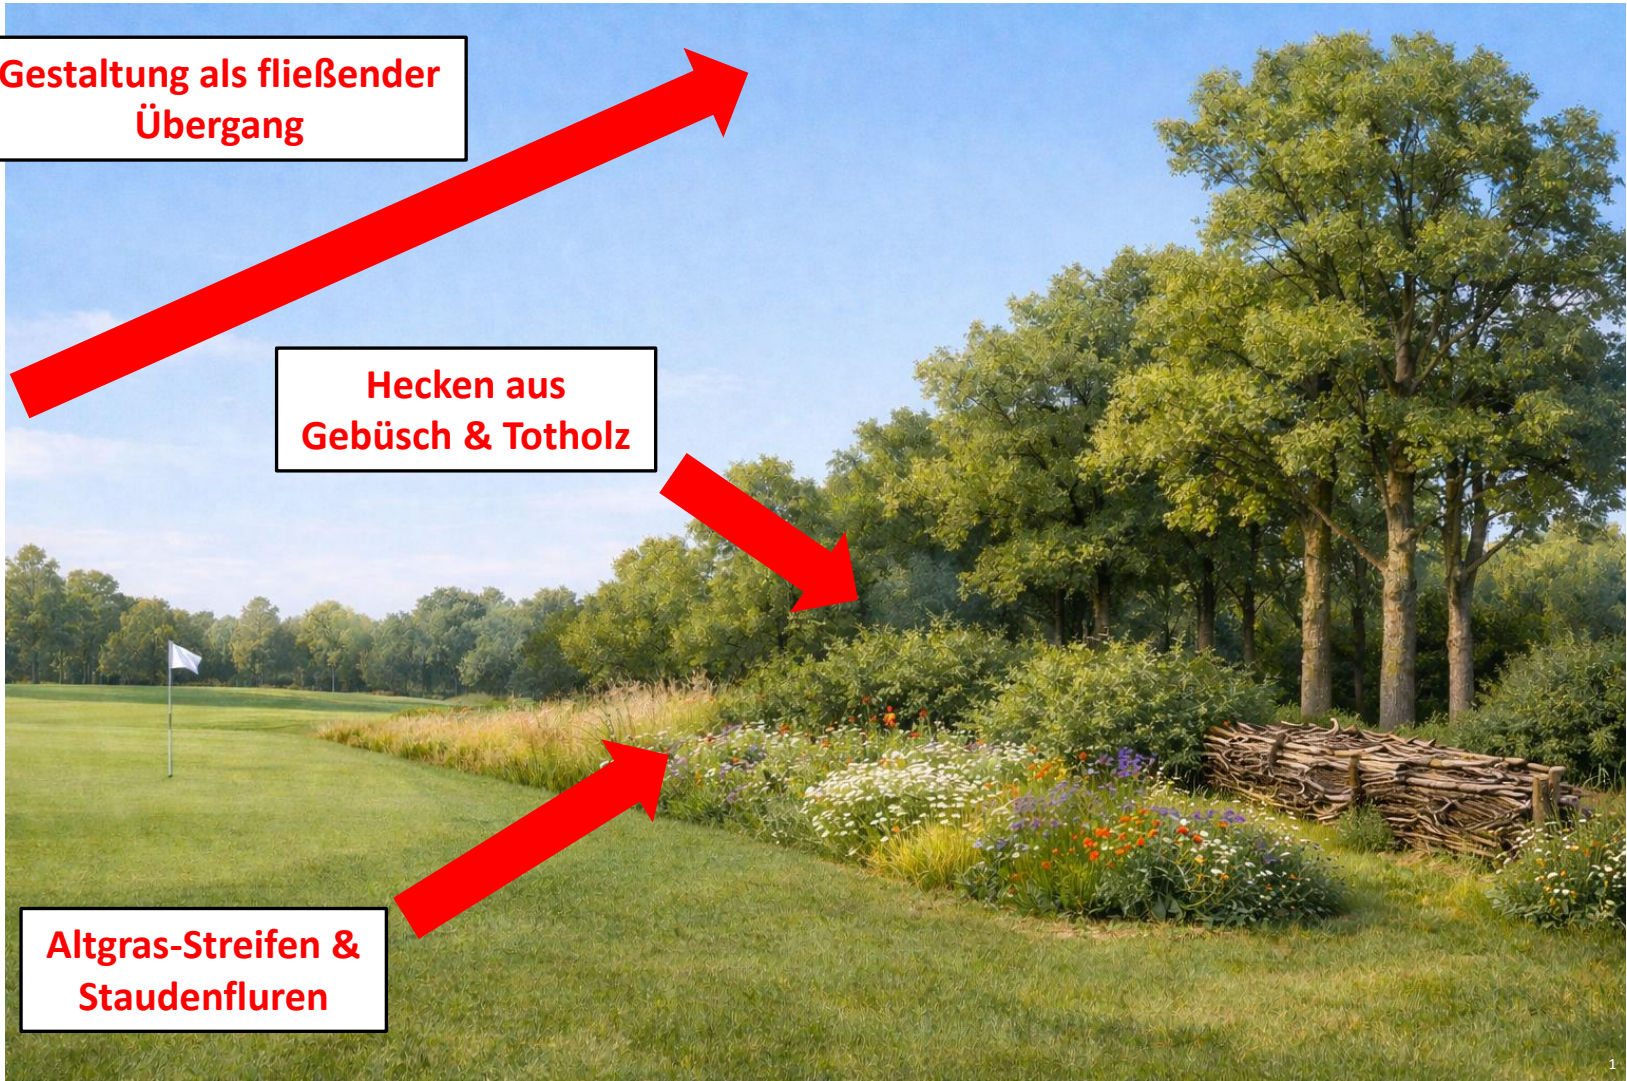 Gestaltung als fließender
Übergang
Hecken aus
Gebüsch & Totholz
Altgras-Streifen &
Staudenfluren
1